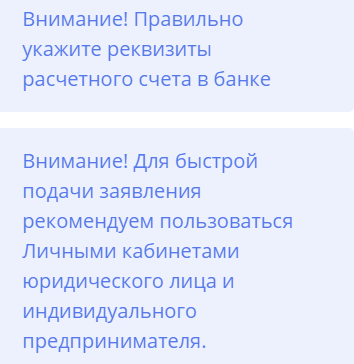 Внимание! Правильно
укажите реквизиты
расчетного счета в банке
Внимание! Для быстрой
подачи заявления
рекомендуем пользоваться
Личными кабинетами
юридического лица и
индивидуального
предпринимателя.